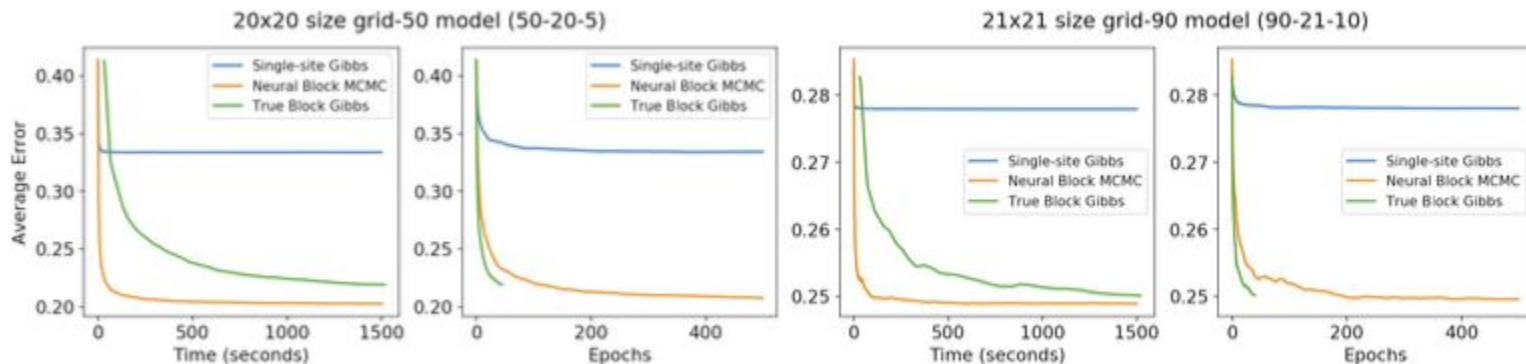 20x20 size grid-50 model (50-20-5)
21x21 size grid-90 model (90-21-10)
Average Error
0.40
0.35
0.30
0.25
0.20
Single-site Gibbs
Neural Block MCMC
True Block Gibbs
0 500 1000 1500
Time (seconds)
0.40
0.35
0.30
0.25
0.20
Single-site Gibbs
Neural Block MCMC
True Block Gibbs
0 200 400
Epochs
0.28
0.27
0.26
0.25
Single-site Gibbs
Neural Block MCMC
True Block Gibbs
0 500 1000 1500
Time (seconds)
0.28
0.27
0.26
0.25
Single-site Gibbs
Neural Block MCMC
True Block Gibbs
0 200 400
Epochs